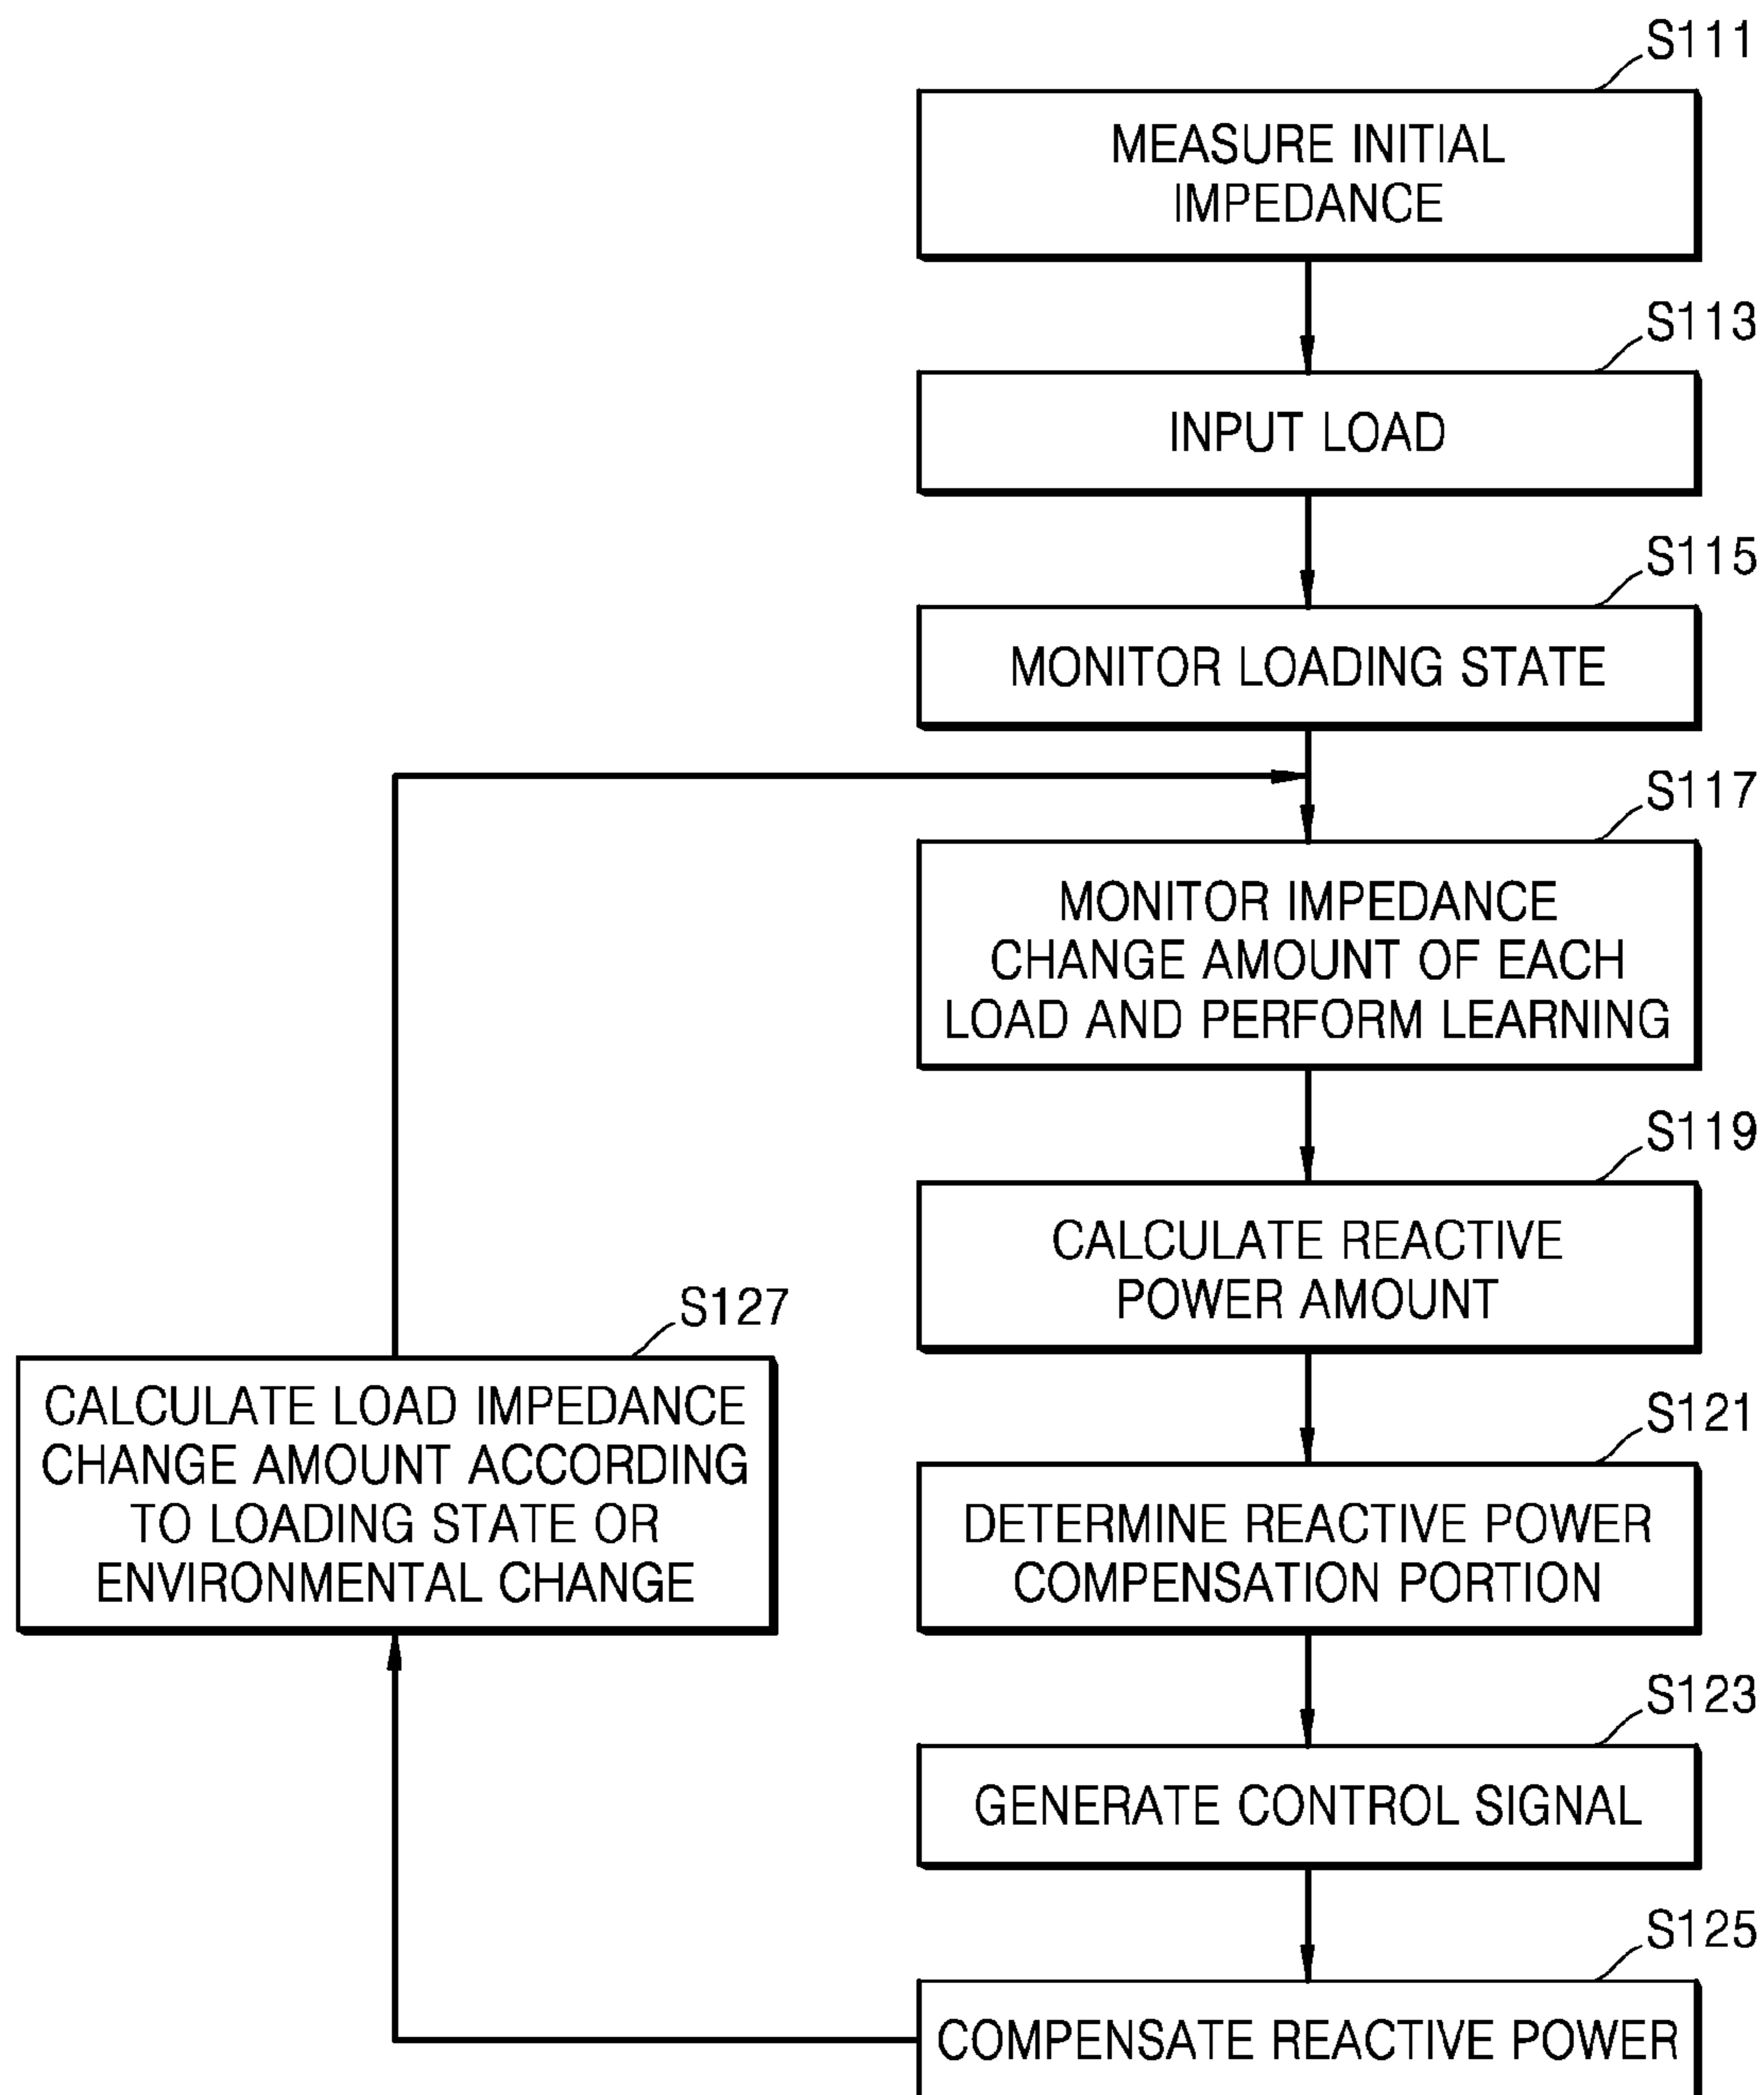 S111
MEASURE INITIAL
IMPEDANCE
S113
INPUT LOAD
S115
MONITOR LOADING STATE
S117
MONITOR IMPEDANCE
CHANGE AMOUNT OF EACH
LOAD AND PERFORM LEARNING
S119
CALCULATE REACTIVE
POWER AMOUNT
S127
CALCULATE LOAD IMPEDANCE
CHANGE AMOUNT ACCORDING
TO LOADING STATE OR
ENVIRONMENTAL CHANGE
S121
DETERMINE REACTIVE POWER
COMPENSATION PORTION
S123
GENERATE CONTROL SIGNAL
S125
COMPENSATE REACTIVE POWER